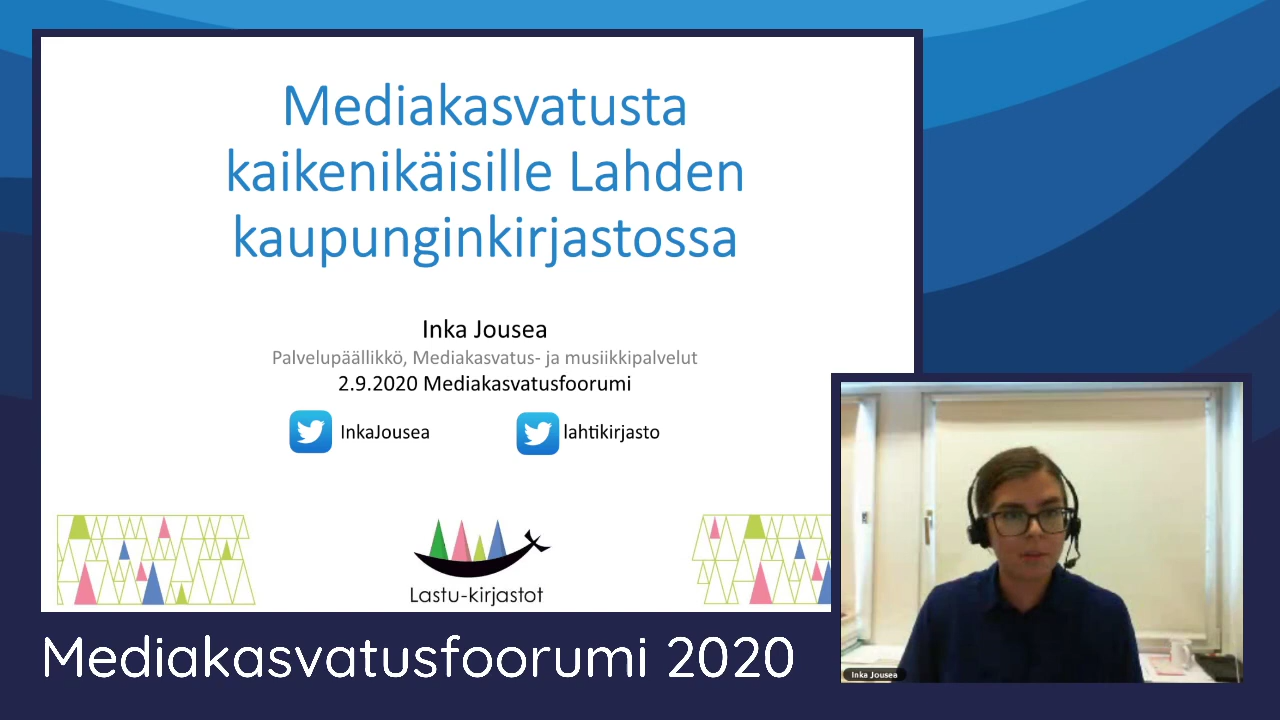 Mediakasvatusta
kaikenikäisille Lahden
kaupunginkirjastossa
Inka Jousea
Palvelupäällikkö, Mediakasvatus- ja musiikkipalvelut
2.9.2020 Mediakasvatusfoorumi
InkaJousea
lahtikirjasto
Lastu-kirjastot
Inka Jousea
Mediakasvatusfoorumi 2020